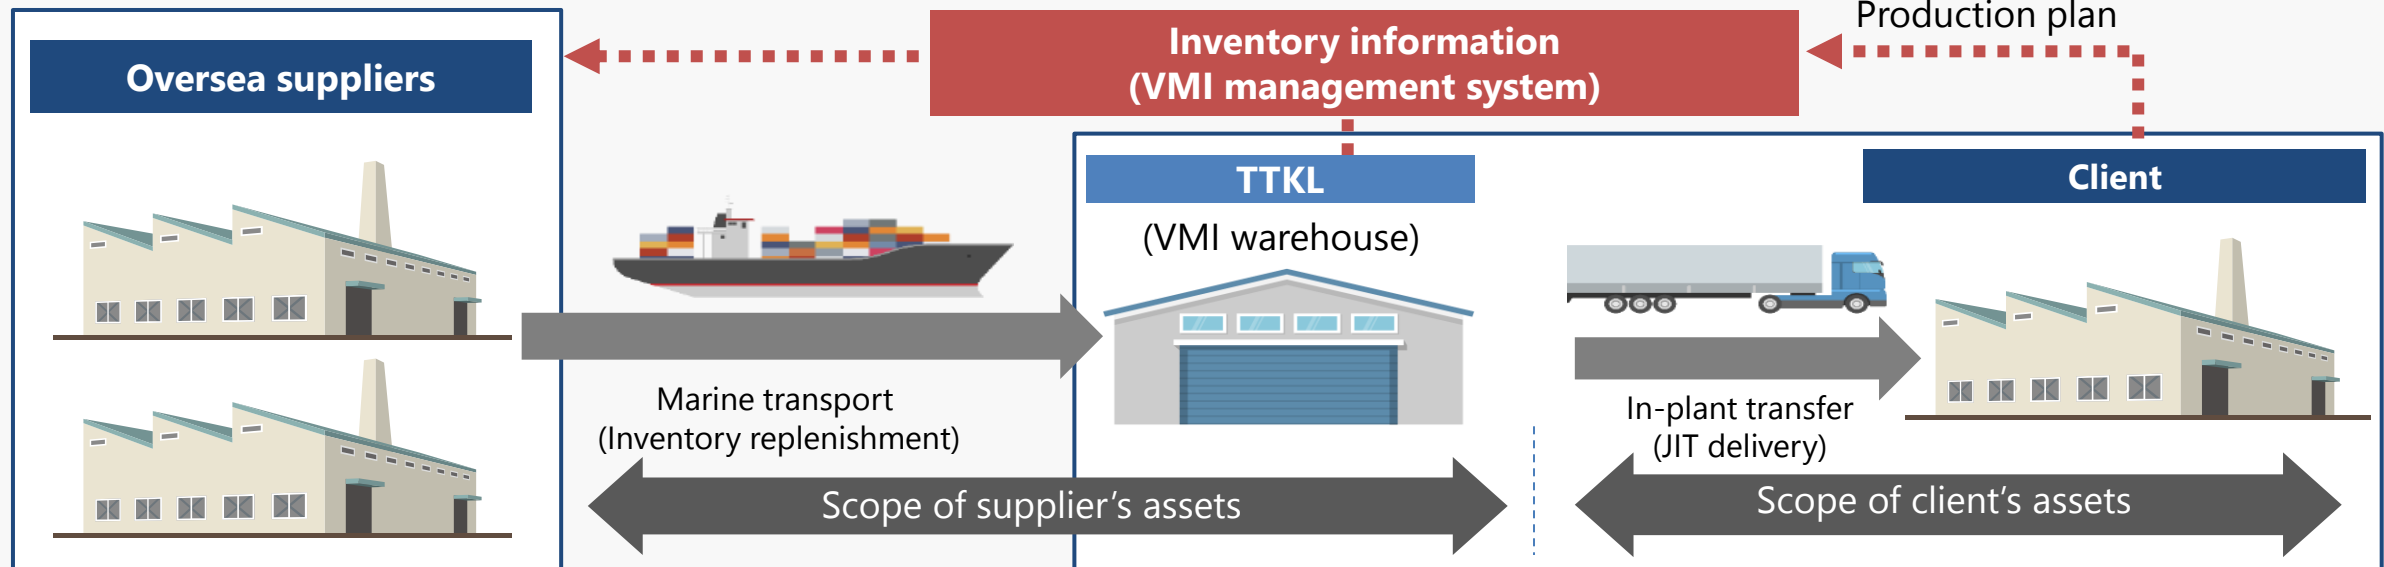 Production plan
Inventory information
(VMI management system)
Oversea suppliers
TTKL
(VMI warehouse)
Client
Marine transport
(Inventory replenishment)
In-plant transfer
(JIT delivery)
Scope of supplier’s assets
Scope of client’s assets